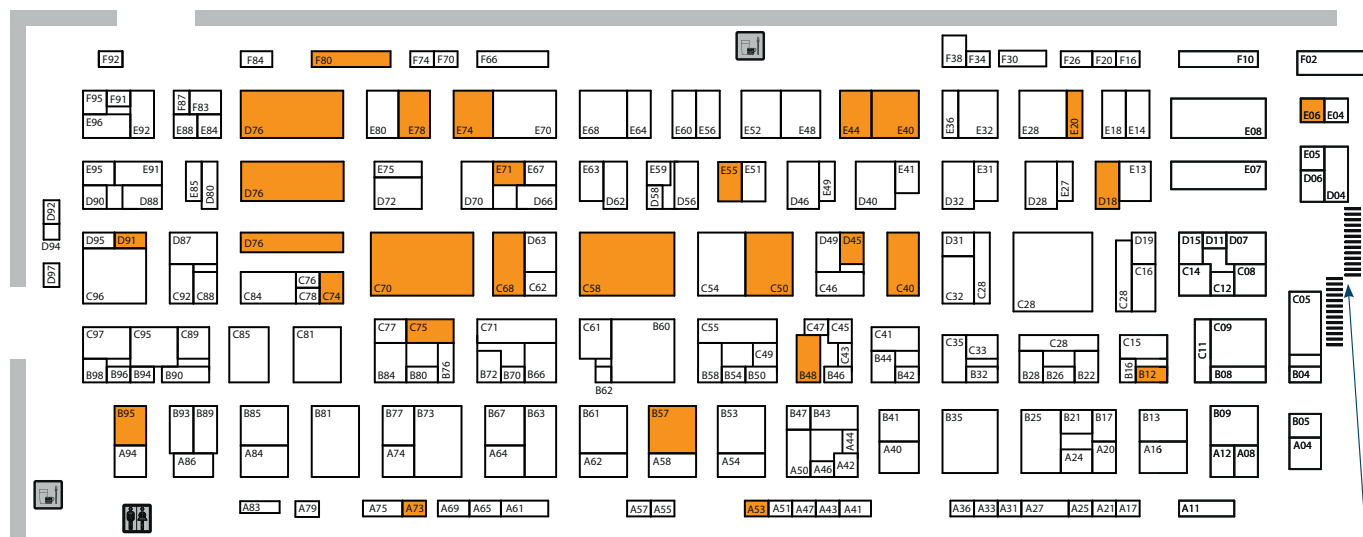 F92 F84 F80 F74 F70 F66 F38 F34 F30 F26 F20 F16 F10 F02
F95 F91 F87 F83
E96 E92 E88 E84 D76 E80 E78 E74 E70 E68 E64 E60 E56 E52 E48 E44 E40 E36 E32 E28 E20 E18 E14 E08 E06 E04
E95 E91 E85 D80 E75 E71 E67 E63 E59 E55 E51 E49 E41 E31 E27 E13 E07 E05
D90 D88 D76 D72 D70 D66 D62 D58 D56 D46 D40 D32 D28 D18 D06 D04
D92
D94
D97
D95 D91 D87 D76 D63 D49 D45 D31 D19 D15 D11 D07
C96 C92 C88 C84 C76 C78 C74 C70 C68 C62 C58 C54 C50 C46 C40 C32 C28 C28 C28 C16 C14 C12 C08
C05
C97 C95 C89 C85 C81 C77 C75 C71 C61 B60 C55 C49 C47 C45 C43 C41 C35 C33 C28 C15 C11 C09
B98 B96 B94 B90 B84 B80 B76 B72 B70 B66 B62 B58 B54 B50 B48 B46 B44 B42 B32 B28 B26 B22 B16 B12 B08 B04
B95 B93 B89 B85 B81 B77 B73 B67 B63 B61 B57 B53 B47 B43 B41 B35 B25 B21 B17 B13 B09 B05
A94 A86 A84 A74 A64 A62 A58 A54 A50 A46 A44 A42 A40 A24 A20 A16 A12 A08 A04
A83 A79 A75 A73 A69 A65 A61 A57 A55 A53 A51 A47 A43 A41 A36 A33 A31 A27 A25 A21 A17 A11